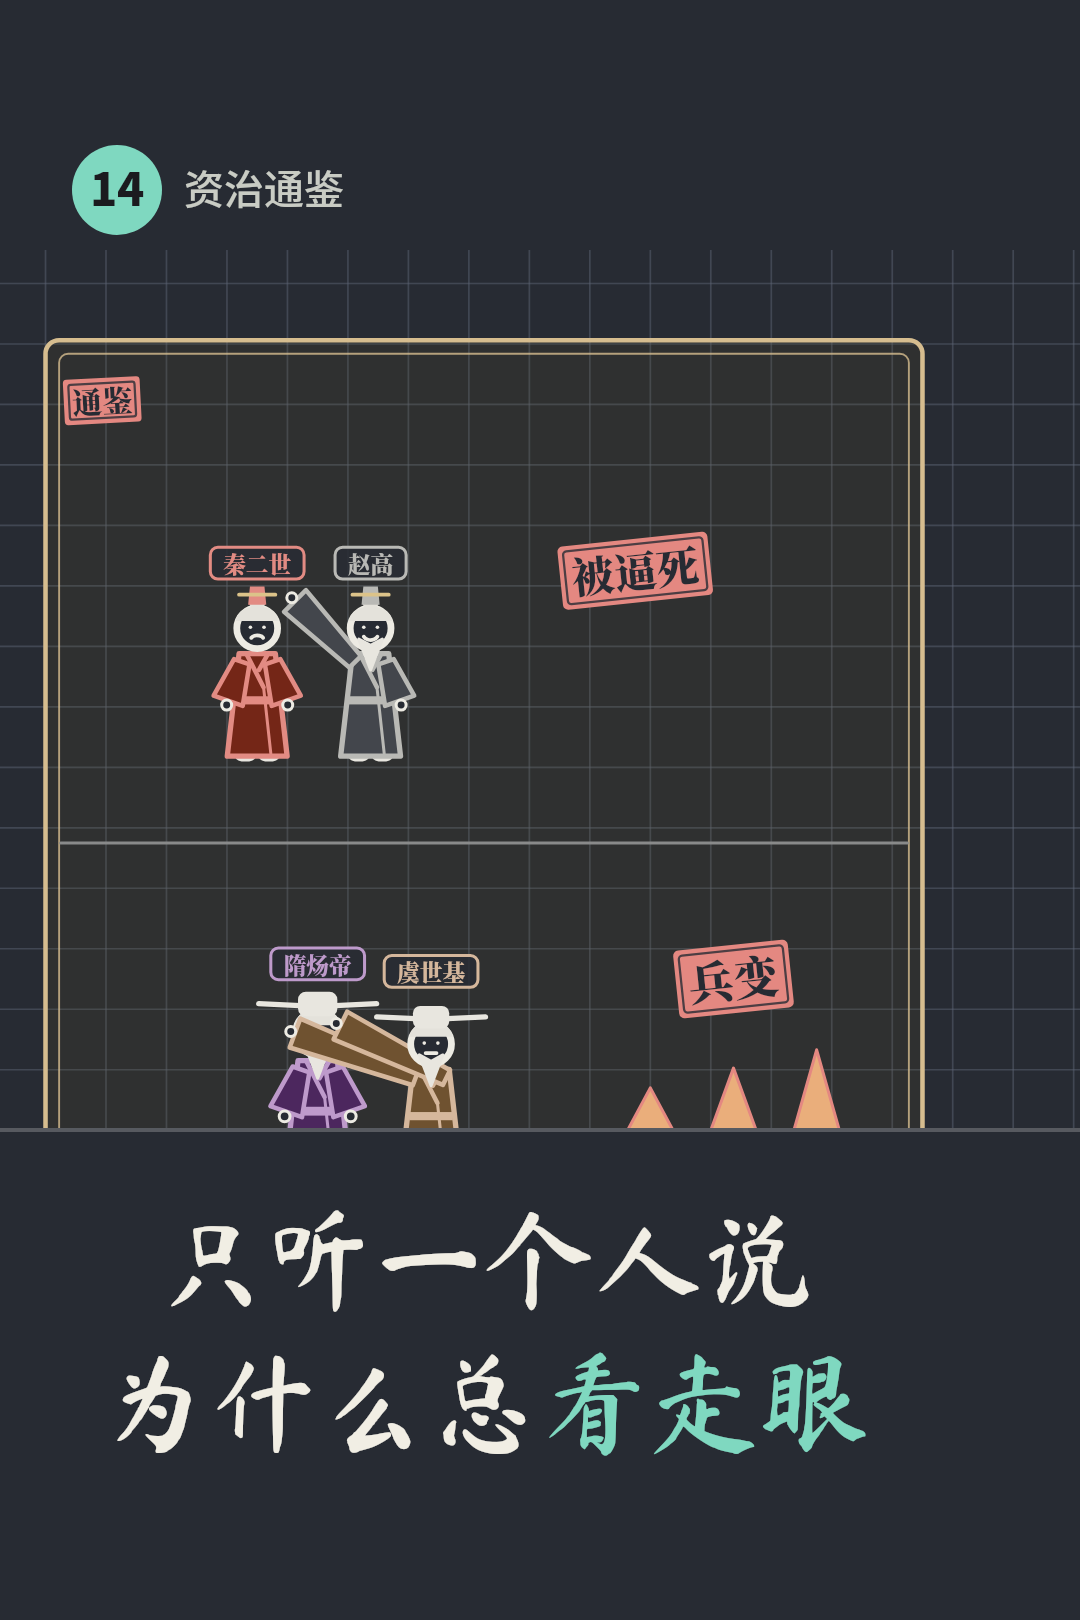 14 资治通鉴
通鉴
秦二世 赵高
被逼死
隋炀帝 虞世基
兵变
只听一个人说
为什么总看走眼